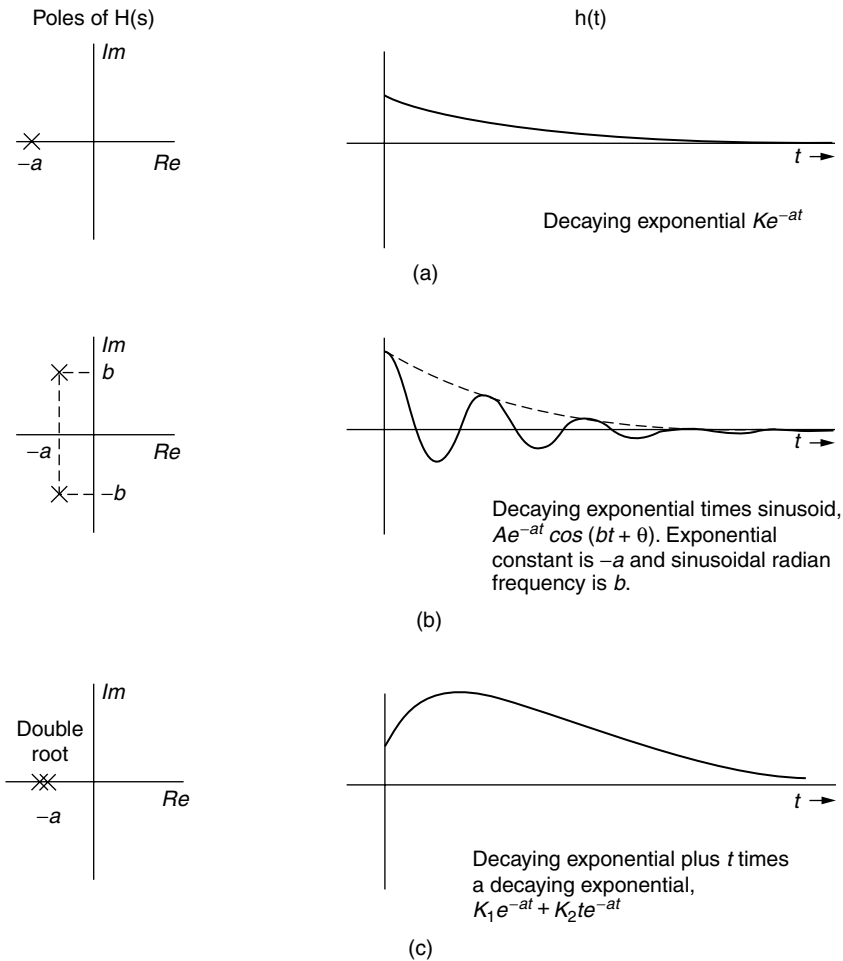 Poles of H(s)
h(t)
Im
−a
Re
t
Decaying exponential Ke^−at
(a)
Im
b
−a
Re
−b
t
Decaying exponential times sinusoid,
Ae^−at cos (bt + θ). Exponential
constant is −a and sinusoidal radian
frequency is b.
(b)
Im
Double
root
−a
Re
t
Decaying exponential plus t times
a decaying exponential,
K₁e^−at + K₂te^−at
(c)